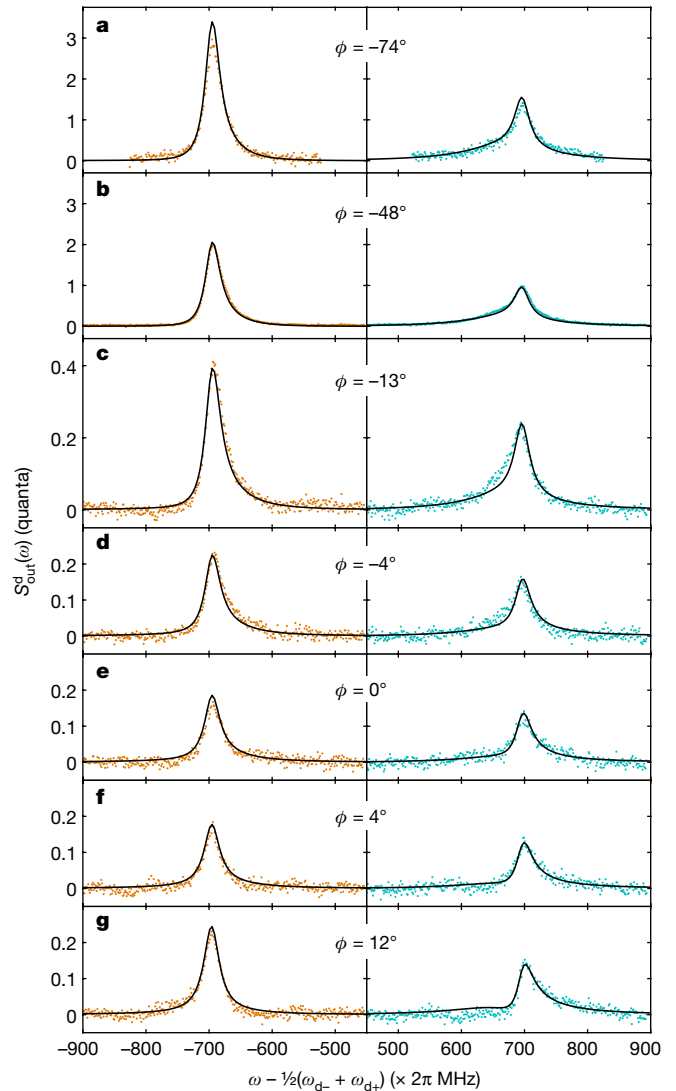 a
ϕ = –74°
3
2
1
0
b
ϕ = –48°
3
2
1
0
c
ϕ = –13°
0.4
0.2
0
d
ϕ = –4°
0.2
0.1
0
e
ϕ = 0°
0.2
0.1
0
f
ϕ = 4°
0.2
0.1
0
g
ϕ = 12°
0.2
0.1
0
S^d_out(ω) (quanta)
–900 –800 –700 –600 –500 500 600 700 800 900
ω – ½(ω_d– + ω_d+) (× 2π MHz)